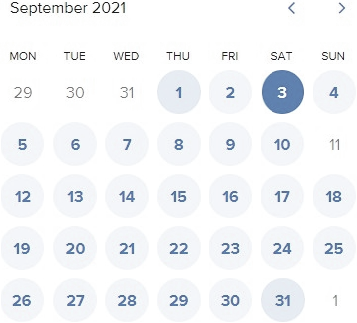 September 2021
MON TUE WED THU FRI SAT SUN
29 30 31 1 2 3 4
5 6 7 8 9 10 11
12 13 14 15 16 17 18
19 20 21 22 23 24 25
26 27 28 29 30 31 1